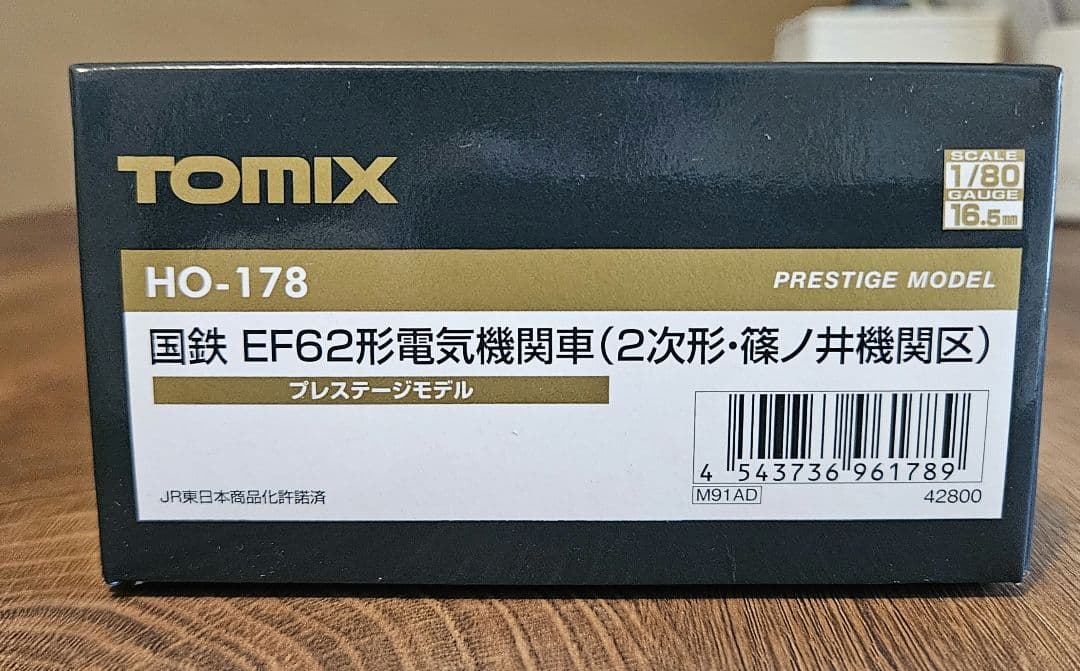 TOMIX
SCALE
1/80
GAUGE
16.5mm
HO-178
PRESTIGE MODEL
国鉄 EF62形電気機関車(2次形・篠ノ井機関区)
プレステージモデル
4 543736 961789
JR東日本商品化許諾済
M91AD
42800